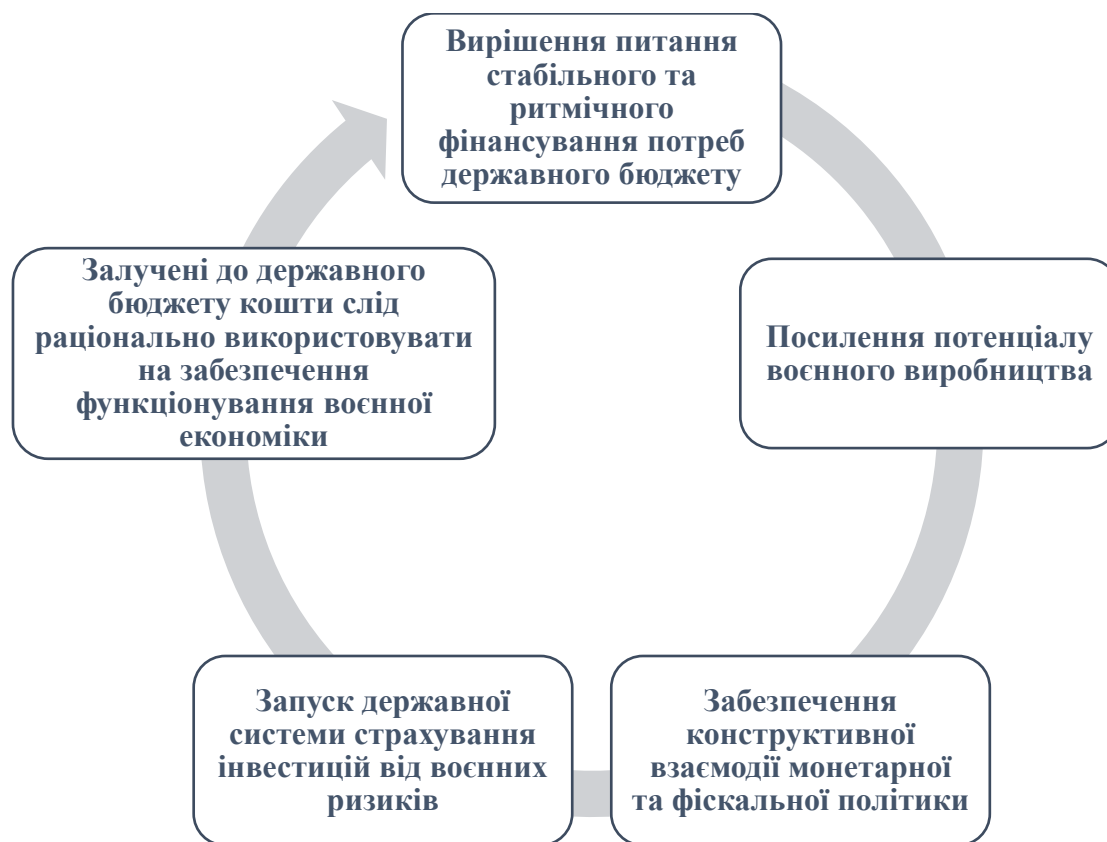 Вирішення питання
стабільного та
ритмічного
фінансування потреб
державного бюджету
Посилення потенціалу
воєнного виробництва
Забезпечення
конструктивної
взаємодії монетарної
та фіскальної політики
Запуск державної
системи страхування
інвестицій від воєнних
ризиків
Залучені до державного
бюджету кошти слід
раціонально використовувати
на забезпечення
функціонування воєнної
економіки